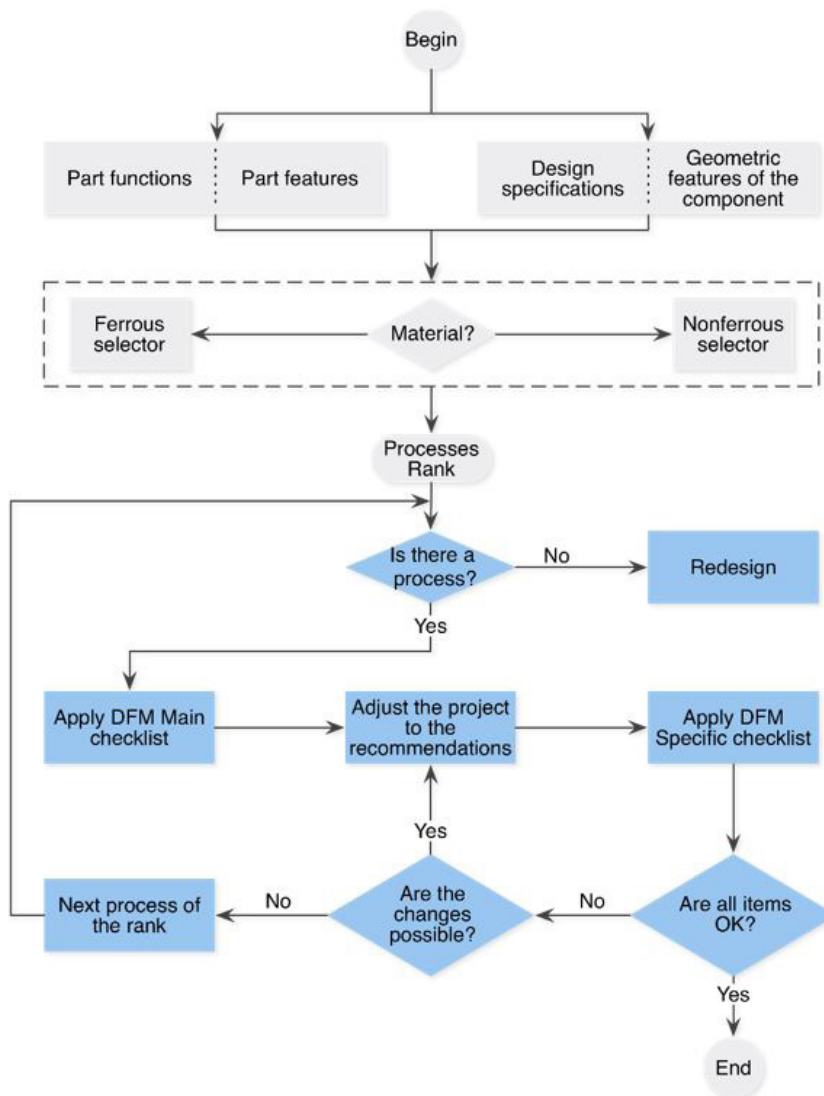 Begin
Part functions
Part features
Design
specifications
Geometric
features of the
component
Ferrous
selector
Material?
Nonferrous
selector
Processes
Rank
Is there a
process?
No
Redesign
Yes
Apply DFM Main
checklist
Adjust the project
to the
recommendations
Apply DFM
Specific checklist
Yes
Next process of
the rank
No
Are the
changes
possible?
No
Are all items
OK?
Yes
End